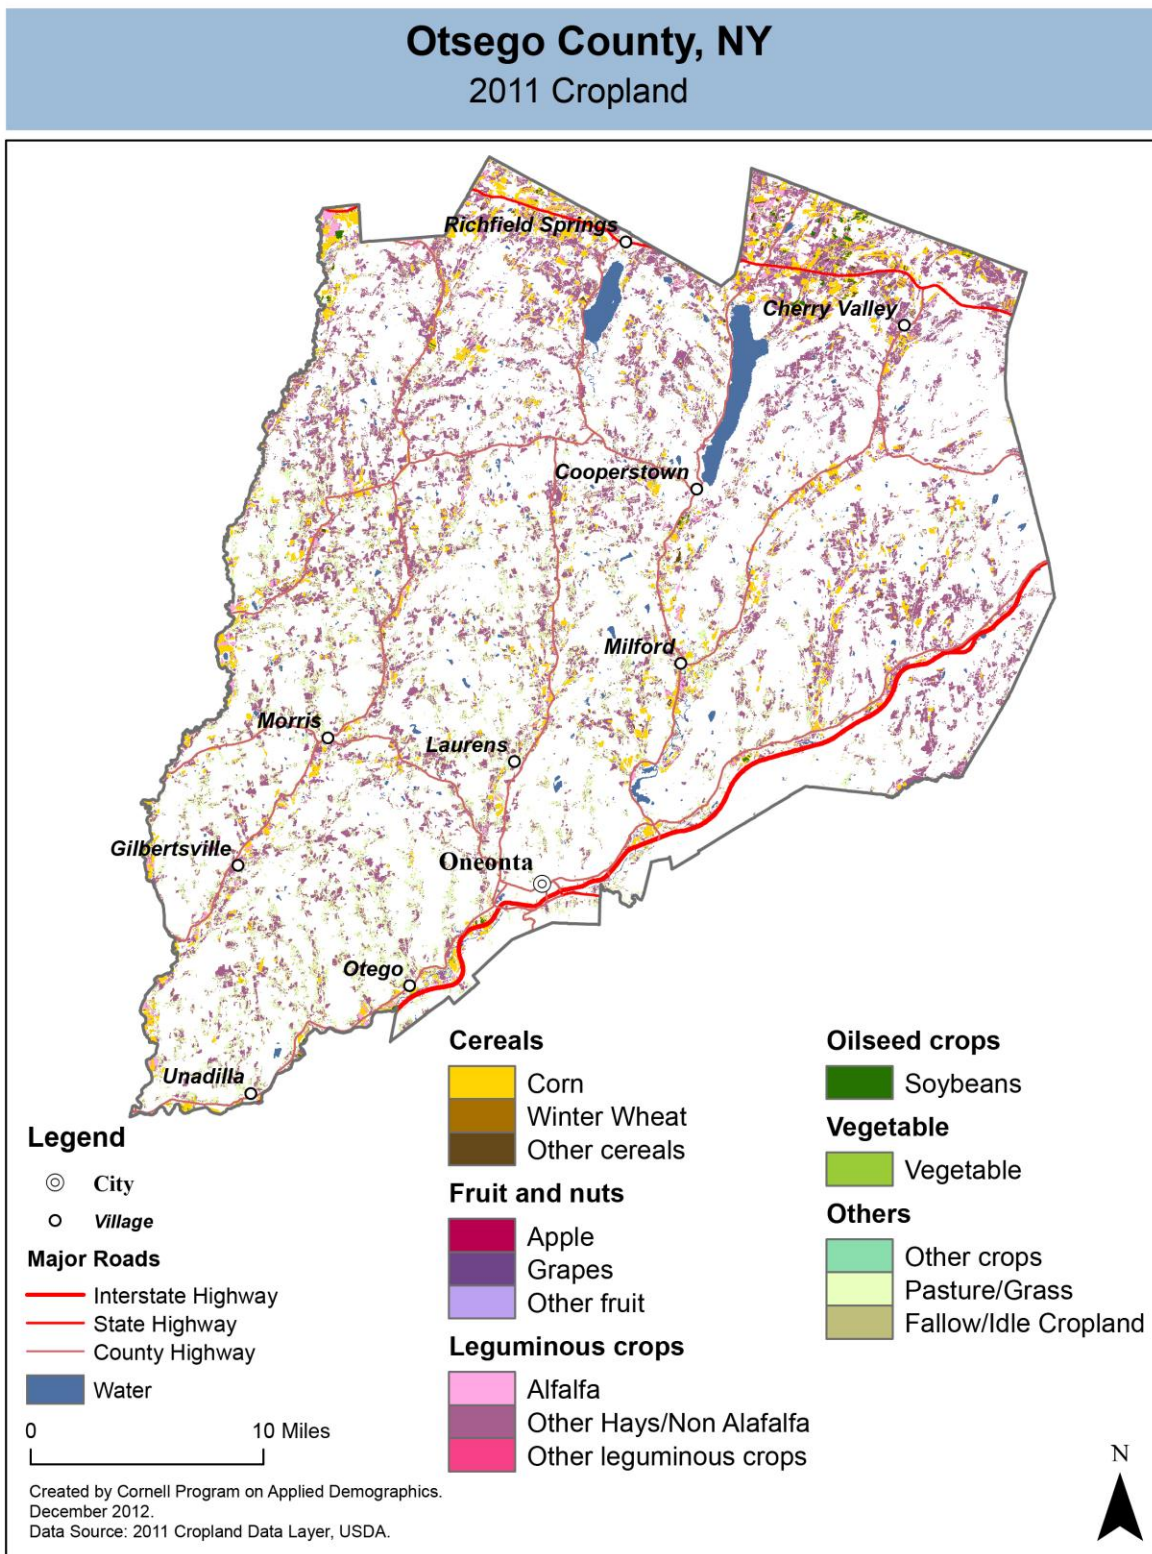 Otsego County, NY
2011 Cropland
Richfield Springs
Cherry Valley
Cooperstown
Milford
Morris
Laurens
Gilbertsville
Oneonta
Otego
Unadilla
Legend
City
Village
Major Roads
Interstate Highway
State Highway
County Highway
Water
0 10 Miles
Created by Cornell Program on Applied Demographics.
December 2012.
Data Source: 2011 Cropland Data Layer, USDA.
Cereals
Corn
Winter Wheat
Other cereals
Fruit and nuts
Apple
Grapes
Other fruit
Leguminous crops
Alfalfa
Other Hays/Non Alafalfa
Other leguminous crops
Oilseed crops
Soybeans
Vegetable
Vegetable
Others
Other crops
Pasture/Grass
Fallow/Idle Cropland
N